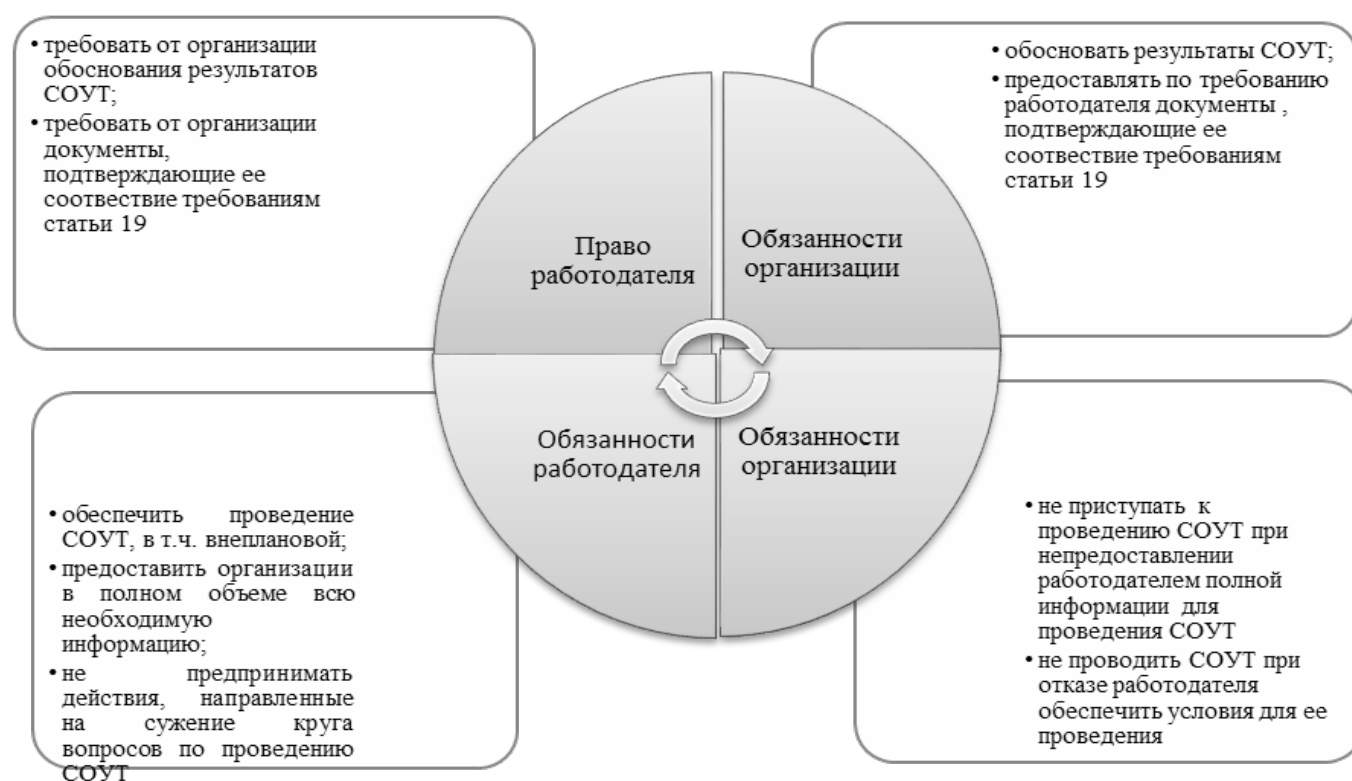 • требовать от организации
обоснования результатов
СОУТ;
• требовать от организации
документы,
подтверждающие ее
соотвествие требованиям
статьи 19
• обосновать результаты СОУТ;
• предоставлять по требованию
работодателя документы ,
подтверждающие ее
соотвествие требованиям
статьи 19
Право
работодателя
Обязанности
организации
Обязанности
работодателя
Обязанности
организации
• обеспечить проведение
СОУТ, в т.ч. внеплановой;
• предоставить организации
в полном объеме всю
необходимую
информацию;
• не предпринимать
действия, направленные
на сужение круга
вопросов по проведению
СОУТ
• не приступать к
проведению СОУТ при
непредоставлении
работодателем полной
информации для
проведения СОУТ
• не проводить СОУТ при
отказе работодателя
обеспечить условия для ее
проведения